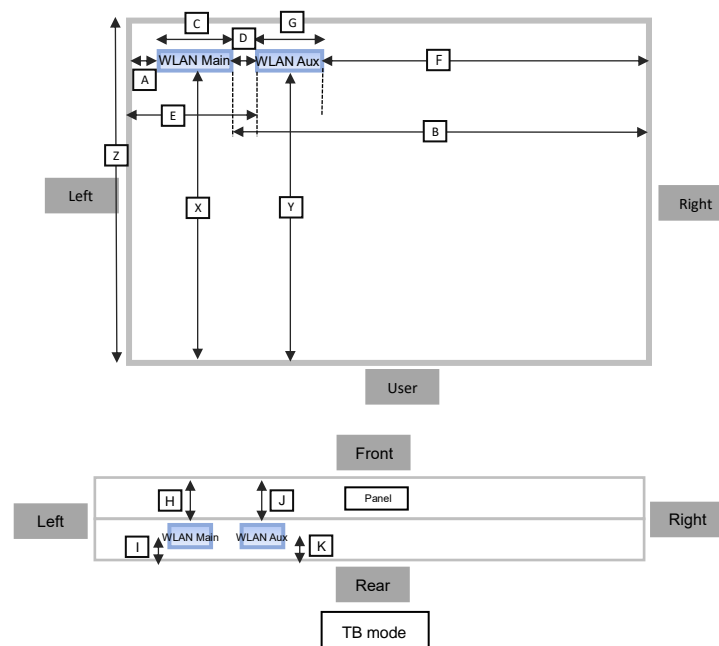 C
G
D
WLAN Main
WLAN Aux
F
A
E
B
Z
Left
X
Y
Right
User
Front
H
J
Panel
Left
Right
WLAN Main
WLAN Aux
I
K
Rear
TB mode